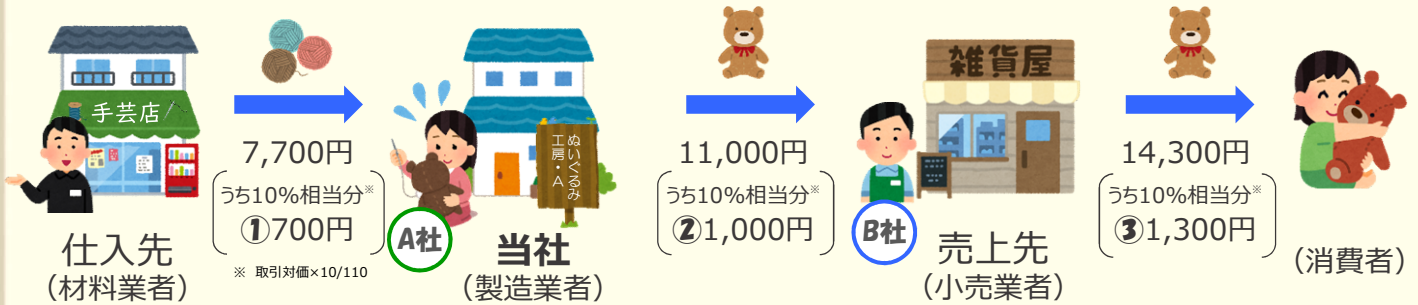 手芸店
7,700円
うち10%相当分※
①700円
※ 取引対価×10/110
仕入先
(材料業者)
ぬいぐるみ
工房・A
A社
当社
(製造業者)
11,000円
うち10%相当分※
②1,000円
雑貨屋
B社
売上先
(小売業者)
14,300円
うち10%相当分※
③1,300円
(消費者)